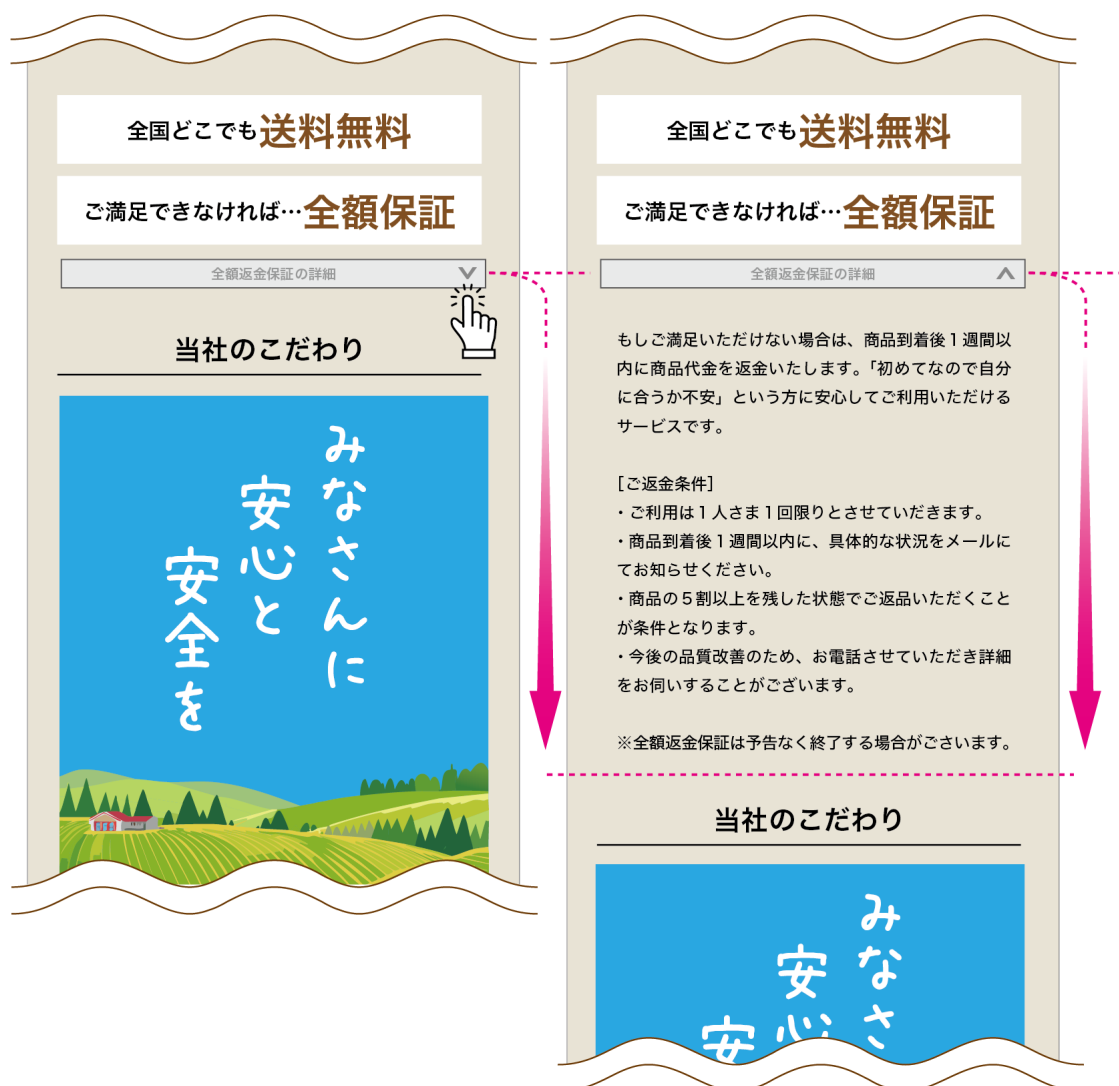 全国どこでも送料無料
ご満足できなければ…全額保証
全額返金保証の詳細
当社のこだわり
みなさんに
安心と
安全を
全国どこでも送料無料
ご満足できなければ…全額保証
全額返金保証の詳細
もしご満足いただけない場合は、商品到着後1週間以
内に商品代金を返金いたします。「初めてなので自分
に合うか不安」という方に安心してご利用いただける
サービスです。
[ご返金条件]
・ご利用は1人さま1回限りとさせていだきます。
・商品到着後1週間以内に、具体的な状況をメールに
てお知らせください。
・商品の5割以上を残した状態でご返品いただくこと
が条件となります。
・今後の品質改善のため、お電話させていただき詳細
をお伺いすることがございます。
※全額返金保証は予告なく終了する場合がごさいます。
当社のこだわり
みなさ
安心
安